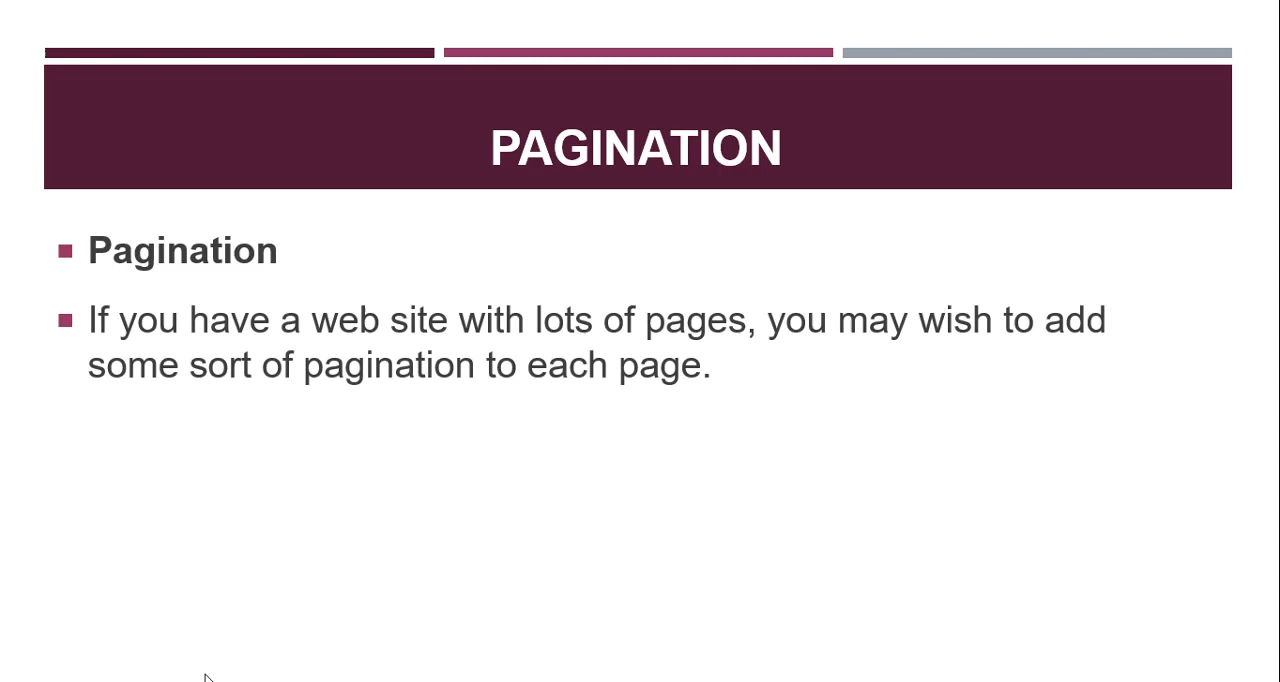 PAGINATION
Pagination
If you have a web site with lots of pages, you may wish to add
some sort of pagination to each page.